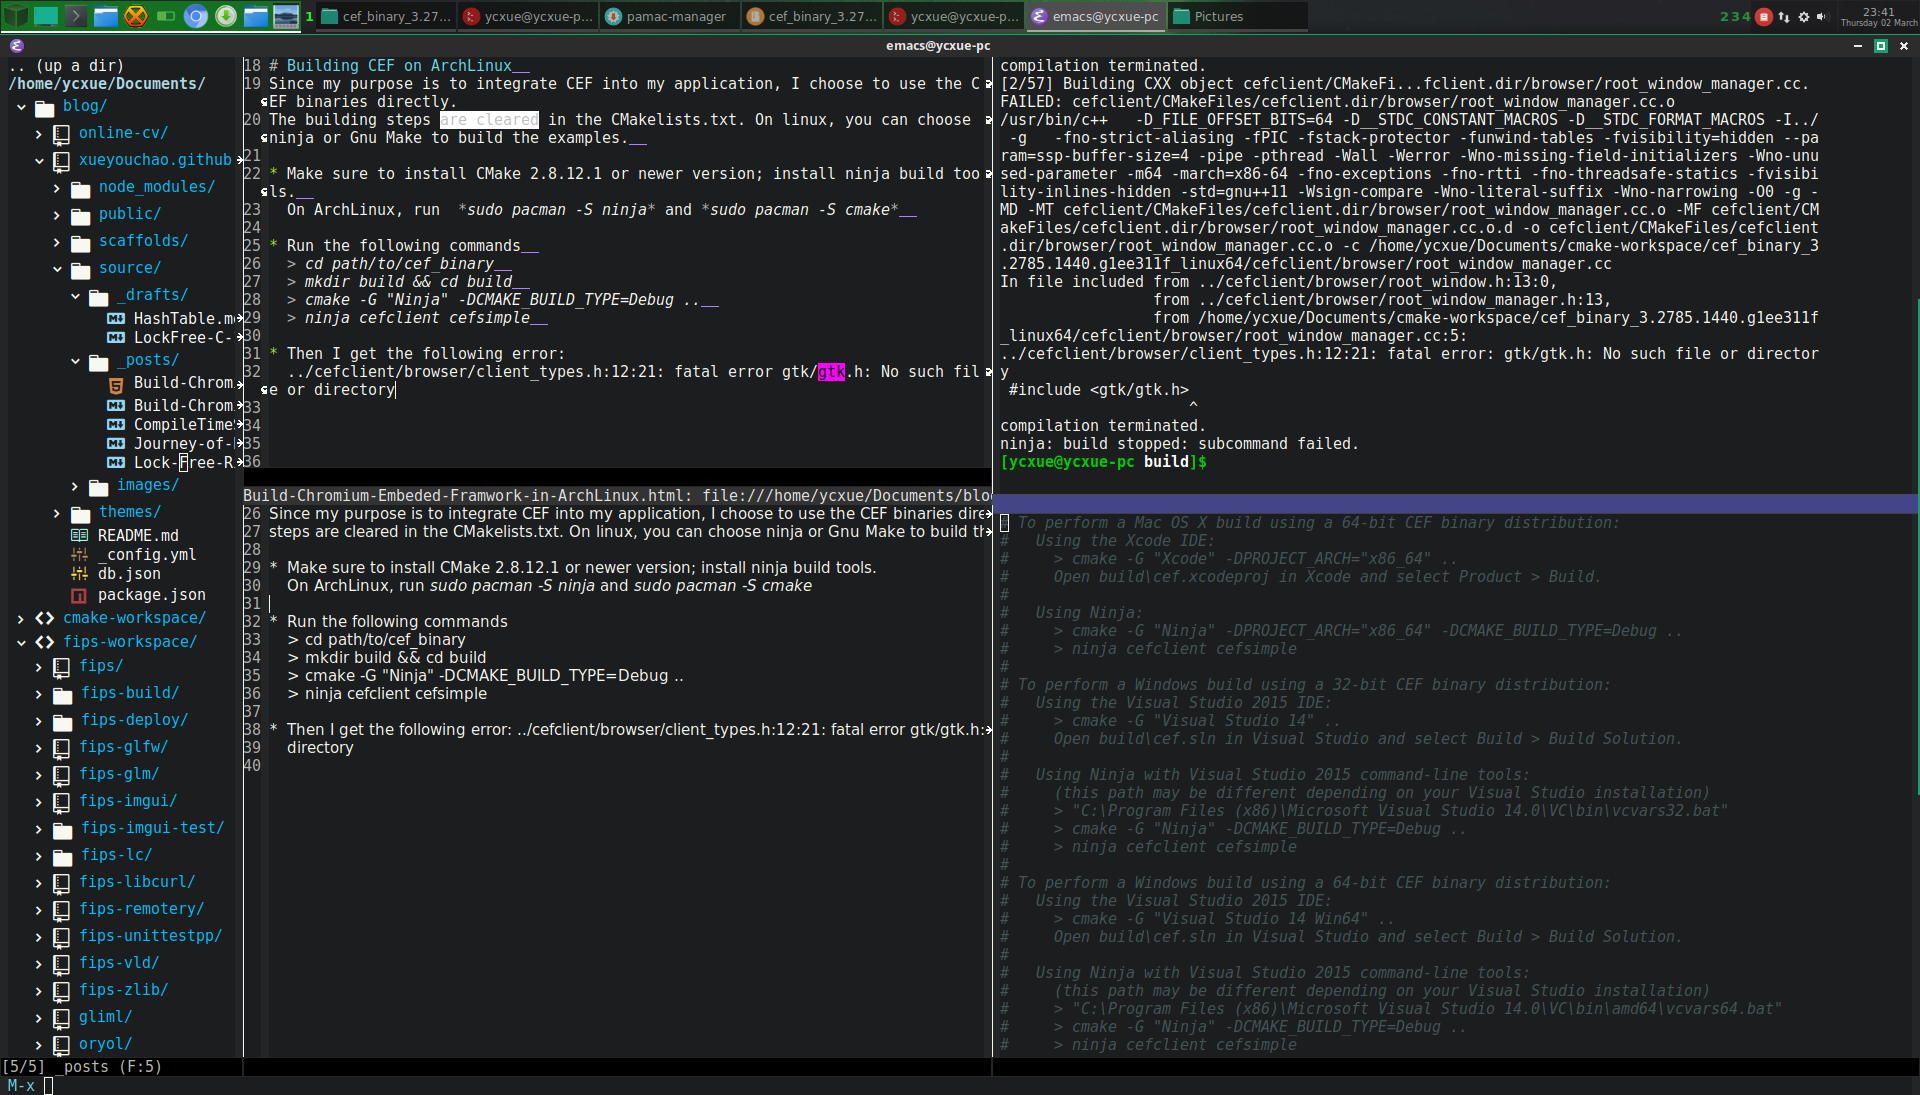 1
cef_binary_3.27...
ycxue@ycxue-p...
pamac-manager
cef_binary_3.27...
ycxue@ycxue-p...
emacs@ycxue-pc
Pictures
2 3 4
23:41
Thursday 02 March
emacs@ycxue-pc
.. (up a dir)
/home/ycxue/Documents/
blog/
online-cv/
xueyouchao.github
node_modules/
public/
scaffolds/
source/
_drafts/
HashTable.m
LockFree-C-
_posts/
Build-Chrom
Build-Chrom
CompileTime
Journey-of-
Lock-Free-R
images/
themes/
README.md
_config.yml
db.json
package.json
cmake-workspace/
fips-workspace/
fips/
fips-build/
fips-deploy/
fips-glfw/
fips-glm/
fips-imgui/
fips-imgui-test/
fips-lc/
fips-libcurl/
fips-remotery/
fips-unittestpp/
fips-vld/
fips-zlib/
gliml/
oryol/
[5/5] _posts (F:5)
M-x
18 # Building CEF on ArchLinux__
19 Since my purpose is to integrate CEF into my application, I choose to use the C
EF binaries directly.
20 The building steps are cleared in the CMakelists.txt. On linux, you can choose
ninja or Gnu Make to build the examples.__
21
22 * Make sure to install CMake 2.8.12.1 or newer version; install ninja build too
ls.__
23 On ArchLinux, run *sudo pacman -S ninja* and *sudo pacman -S cmake*__
24
25 * Run the following commands__
26 > cd path/to/cef_binary__
27 > mkdir build && cd build__
28 > cmake -G "Ninja" -DCMAKE_BUILD_TYPE=Debug ..__
29 > ninja cefclient cefsimple__
30
31 * Then I get the following error:
32 ../cefclient/browser/client_types.h:12:21: fatal error gtk/gtk.h: No such fil
e or directory
33
34
35
36
Build-Chromium-Embeded-Framwork-in-ArchLinux.html: file:///home/ycxue/Documents/blo
26 Since my purpose is to integrate CEF into my application, I choose to use the CEF binaries dire
27 steps are cleared in the CMakelists.txt. On linux, you can choose ninja or Gnu Make to build th
28
29 * Make sure to install CMake 2.8.12.1 or newer version; install ninja build tools.
30 On ArchLinux, run sudo pacman -S ninja and sudo pacman -S cmake
31
32 * Run the following commands
33 > cd path/to/cef_binary
34 > mkdir build && cd build
35 > cmake -G "Ninja" -DCMAKE_BUILD_TYPE=Debug ..
36 > ninja cefclient cefsimple
37
38 * Then I get the following error: ../cefclient/browser/client_types.h:12:21: fatal error gtk/gtk.h:
39 directory
40
compilation terminated.
[2/57] Building CXX object cefclient/CMakeFi...fclient.dir/browser/root_window_manager.cc.
FAILED: cefclient/CMakeFiles/cefclient.dir/browser/root_window_manager.cc.o
/usr/bin/c++ -D_FILE_OFFSET_BITS=64 -D__STDC_CONSTANT_MACROS -D__STDC_FORMAT_MACROS -I../
-g -fno-strict-aliasing -fPIC -fstack-protector -funwind-tables -fvisibility=hidden --pa
ram=ssp-buffer-size=4 -pipe -pthread -Wall -Werror -Wno-missing-field-initializers -Wno-unu
sed-parameter -m64 -march=x86-64 -fno-exceptions -fno-rtti -fno-threadsafe-statics -fvisibi
lity-inlines-hidden -std=gnu++11 -Wsign-compare -Wno-literal-suffix -Wno-narrowing -O0 -g -
MD -MT cefclient/CMakeFiles/cefclient.dir/browser/root_window_manager.cc.o -MF cefclient/CM
akeFiles/cefclient.dir/browser/root_window_manager.cc.o.d -o cefclient/CMakeFiles/cefclient
.dir/browser/root_window_manager.cc.o -c /home/ycxue/Documents/cmake-workspace/cef_binary_3
.2785.1440.g1ee311f_linux64/cefclient/browser/root_window_manager.cc
In file included from ../cefclient/browser/root_window.h:13:0,
from ../cefclient/browser/root_window_manager.h:13,
from /home/ycxue/Documents/cmake-workspace/cef_binary_3.2785.1440.g1ee311f
_linux64/cefclient/browser/root_window_manager.cc:5:
../cefclient/browser/client_types.h:12:21: fatal error: gtk/gtk.h: No such file or director
y
#include <gtk/gtk.h>
^
compilation terminated.
ninja: build stopped: subcommand failed.
[ycxue@ycxue-pc build]$
# To perform a Mac OS X build using a 64-bit CEF binary distribution:
# Using the Xcode IDE:
# > cmake -G "Xcode" -DPROJECT_ARCH="x86_64" ..
# Open build\cef.xcodeproj in Xcode and select Product > Build.
#
# Using Ninja:
# > cmake -G "Ninja" -DPROJECT_ARCH="x86_64" -DCMAKE_BUILD_TYPE=Debug ..
# > ninja cefclient cefsimple
#
# To perform a Windows build using a 32-bit CEF binary distribution:
# Using the Visual Studio 2015 IDE:
# > cmake -G "Visual Studio 14" ..
# Open build\cef.sln in Visual Studio and select Build > Build Solution.
#
# Using Ninja with Visual Studio 2015 command-line tools:
# (this path may be different depending on your Visual Studio installation)
# > "C:\Program Files (x86)\Microsoft Visual Studio 14.0\VC\bin\vcvars32.bat"
# > cmake -G "Ninja" -DCMAKE_BUILD_TYPE=Debug ..
# > ninja cefclient cefsimple
#
# To perform a Windows build using a 64-bit CEF binary distribution:
# Using the Visual Studio 2015 IDE:
# > cmake -G "Visual Studio 14 Win64" ..
# Open build\cef.sln in Visual Studio and select Build > Build Solution.
#
# Using Ninja with Visual Studio 2015 command-line tools:
# (this path may be different depending on your Visual Studio installation)
# > "C:\Program Files (x86)\Microsoft Visual Studio 14.0\VC\bin\amd64\vcvars64.bat"
# > cmake -G "Ninja" -DCMAKE_BUILD_TYPE=Debug ..
# > ninja cefclient cefsimple